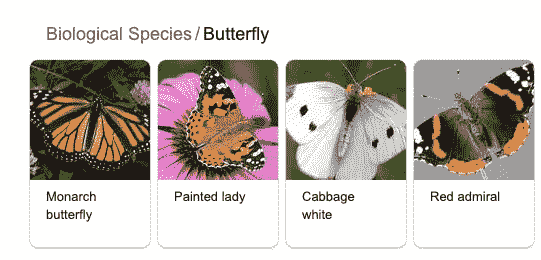 Biological Species / Butterfly
Monarch
butterfly
Painted lady
Cabbage
white
Red admiral